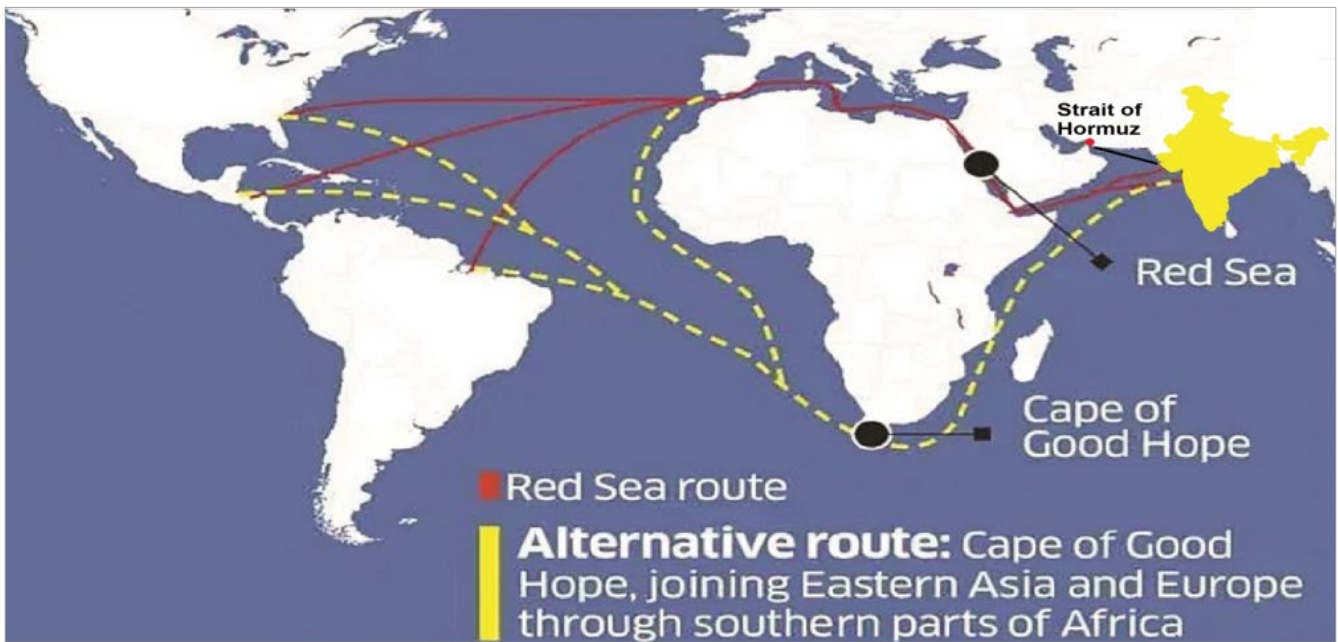 Strait of
Hormuz
Red Sea
Cape of
Good Hope
Red Sea route
Alternative route: Cape of Good
Hope, joining Eastern Asia and Europe
through southern parts of Africa